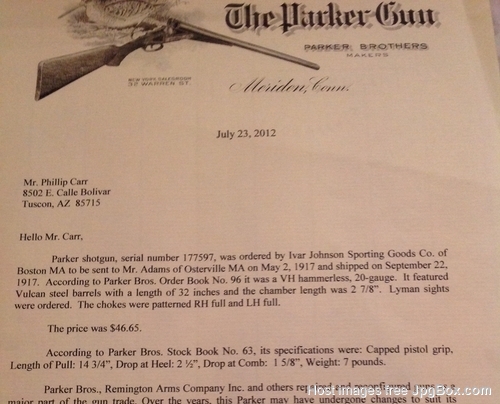 The Parker Gun
PARKER BROTHERS
MAKERS
NEW YORK SALESROOM
32 WARREN ST.
Meriden, Conn.
July 23, 2012
Mr. Phillip Carr
8502 E. Calle Bolivar
Tuscon, AZ 85715
Hello Mr. Carr,
Parker shotgun, serial number 177597, was ordered by Ivar Johnson Sporting Goods Co. of
Boston MA to be sent to Mr. Adams of Osterville MA on May 2, 1917 and shipped on September 22,
1917. According to Parker Bros. Order Book No. 96 it was a VH hammerless, 20-gauge. It featured
Vulcan steel barrels with a length of 32 inches and the chamber length was 2 7/8". Lyman sights
were ordered. The chokes were patterned RH full and LH full.
The price was $46.65.
According to Parker Bros. Stock Book No. 63, its specifications were: Capped pistol grip,
Length of Pull: 14 3/4", Drop at Heel: 2 ½", Drop at Comb: 1 5/8", Weight: 7 pounds.
Parker Bros., Remington Arms Company Inc. and others
major part of the gun trade. Over the years, this Parker may have undergone changes to suit its
Host images free JpgBox.com